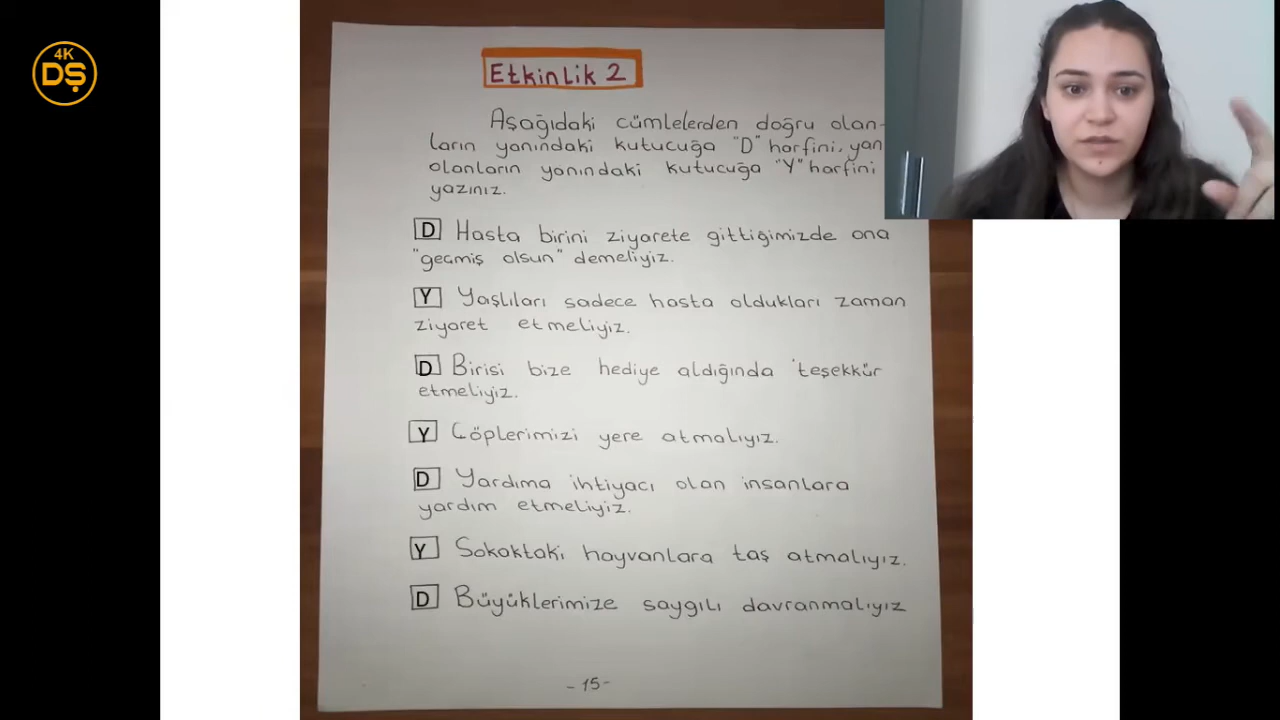 4K
DŞ
Etkinlik 2
Aşağıdaki cümlelerden doğru olan-
ların yanındaki kutucuğa "D" harfini, yan
olanların yanındaki kutucuğa "Y" harfini
yazınız.
D Hasta birini ziyarete gittiğimizde ona
"geçmiş olsun" demeliyiz.
Y Yaşlıları sadece hasta oldukları zaman
ziyaret etmeliyiz.
D Birisi bize hediye aldığında teşekkür
etmeliyiz.
Y Çöplerimizi yere atmalıyız.
D Yardıma ihtiyacı olan insanlara
yardım etmeliyiz.
Y Sokaktaki hayvanlara taş atmalıyız.
D Büyüklerimize saygılı davranmalıyız
-15-